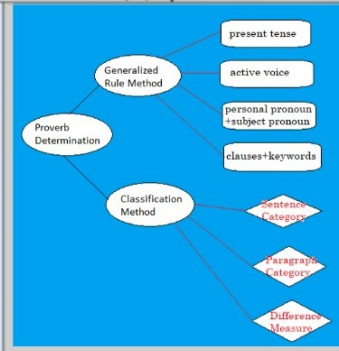 present tense
Generalized
Rule Method
active voice
personal pronoun
+subject pronoun
Proverb
Determination
clauses+keywords
Classification
Method
Sentence
Category
Paragraph
Category
Difference
Measure